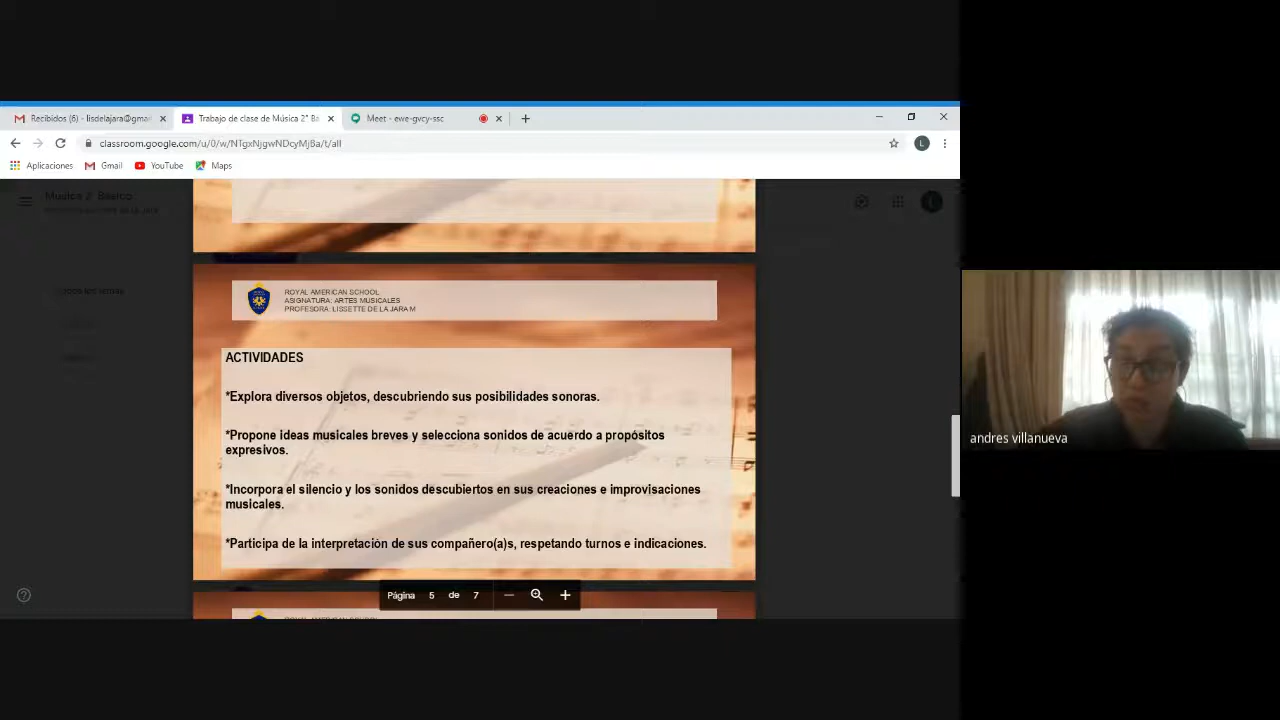 Recibidos (6) - lisdelajara@gmai
Trabajo de clase de Música 2° Ba
Meet - ewe-gvcy-ssc
classroom.google.com/u/0/w/NTgxNjgwNDcyMjBa/t/all
L
Aplicaciones
Gmail
YouTube
Maps
Música 2° Básico
ROYAL AMERICAN SCHOOL
ASIGNATURA: ARTES MUSICALES
PROFESORA: LISSETTE DE LA JARA M
Todos los temas
ACTIVIDADES
*Explora diversos objetos, descubriendo sus posibilidades sonoras.
*Propone ideas musicales breves y selecciona sonidos de acuerdo a propósitos
expresivos.
*Incorpora el silencio y los sonidos descubiertos en sus creaciones e improvisaciones
musicales.
*Participa de la interpretación de sus compañero(a)s, respetando turnos e indicaciones.
Página 5 de 7
andres villanueva